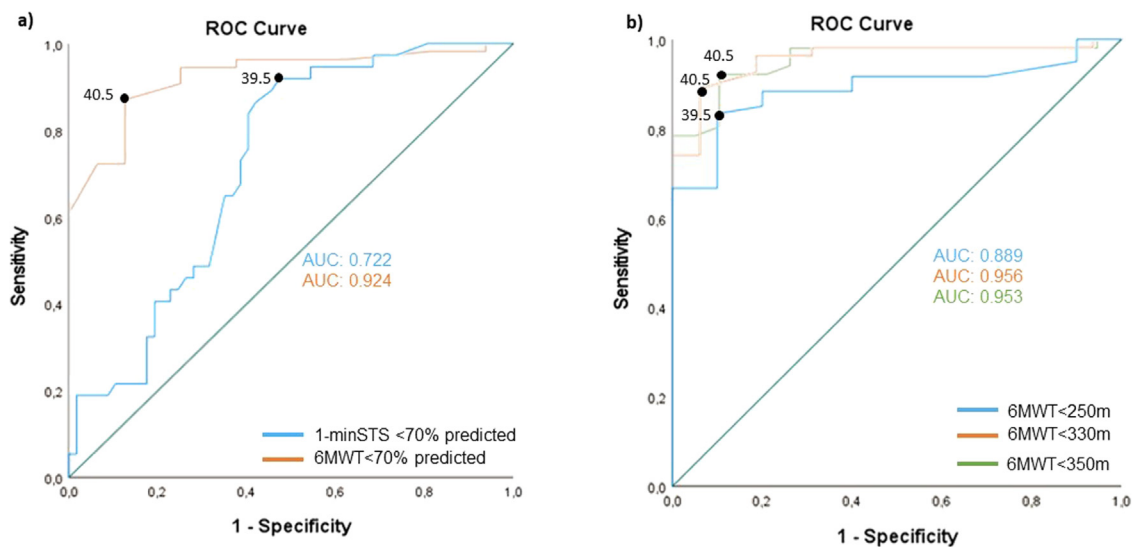 a)
ROC Curve
1,0
0,8
0,6
0,4
0,2
0,0
Sensitivity
40.5
39.5
AUC: 0.722
AUC: 0.924
1-minSTS <70% predicted
6MWT<70% predicted
0,0 0,2 0,4 0,6 0,8 1,0
1 - Specificity
b)
ROC Curve
1,0
0,8
0,6
0,4
0,2
0,0
Sensitivity
40.5
40.5
39.5
AUC: 0.889
AUC: 0.956
AUC: 0.953
6MWT<250m
6MWT<330m
6MWT<350m
0,0 0,2 0,4 0,6 0,8 1,0
1 - Specificity